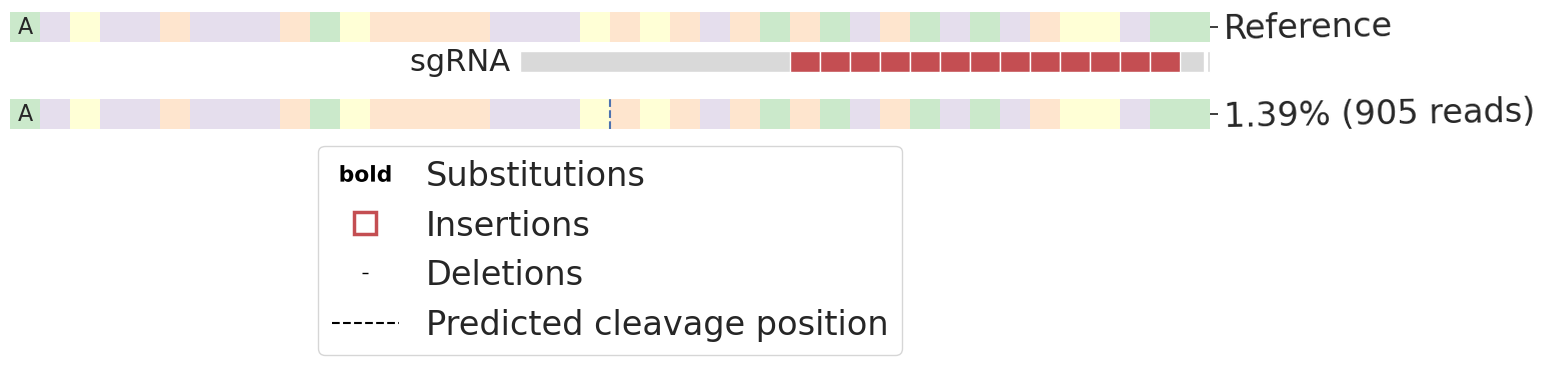 A Reference
sgRNA
A 1.39% (905 reads)
bold Substitutions
Insertions
- Deletions
Predicted cleavage position